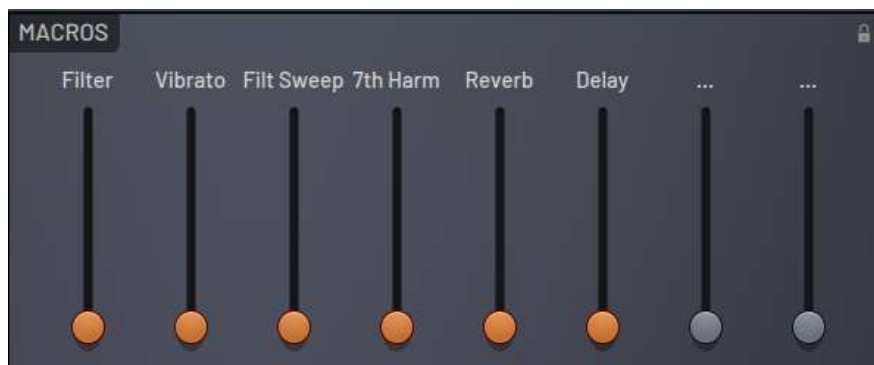 MACROS
Filter Vibrato Filt Sweep 7th Harm Reverb Delay ... ...